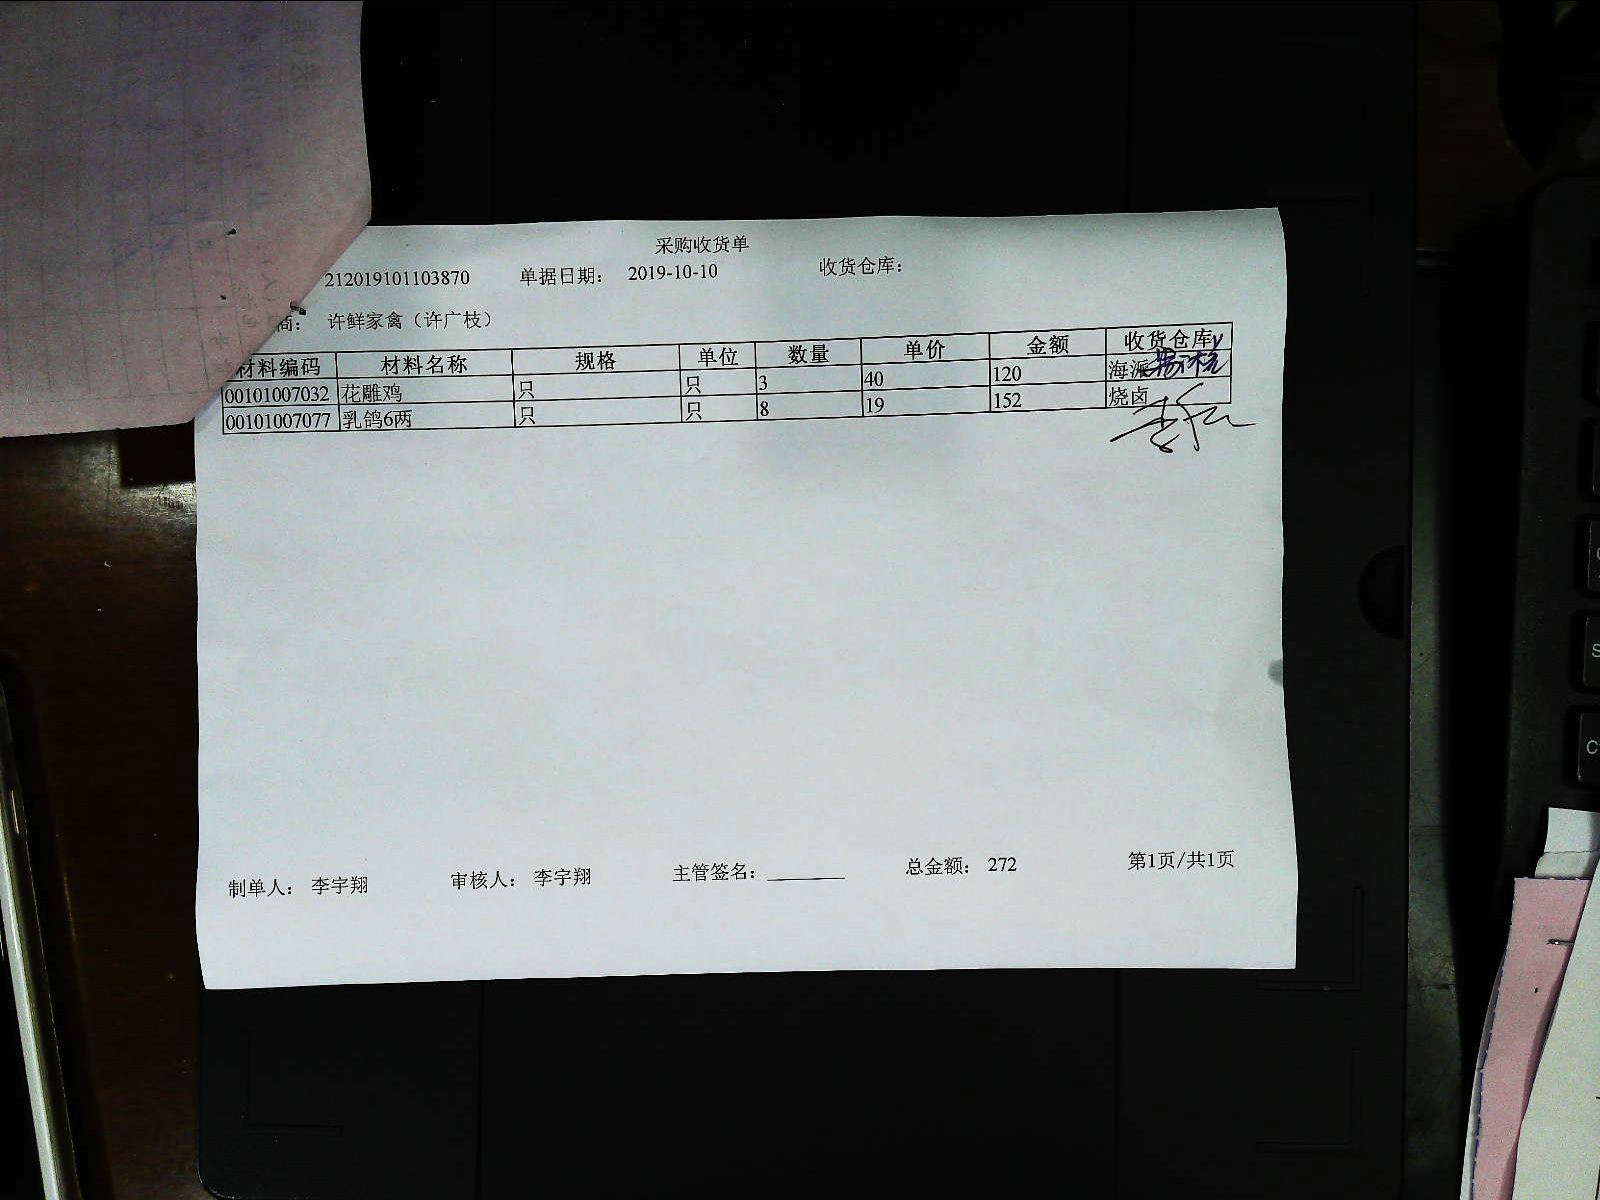 采购收货单
212019101103870 单据日期： 2019-10-10 收货仓库：
商： 许鲜家禽（许广枝）
材料编码 材料名称 规格 单位 数量 单价 金额 收货仓库
00101007032 花雕鸡 只 只 3 40 120 海派
00101007077 乳鸽6两 只 只 8 19 152 烧卤
制单人： 李宇翔 审核人： 李宇翔 主管签名： 总金额： 272 第1页/共1页